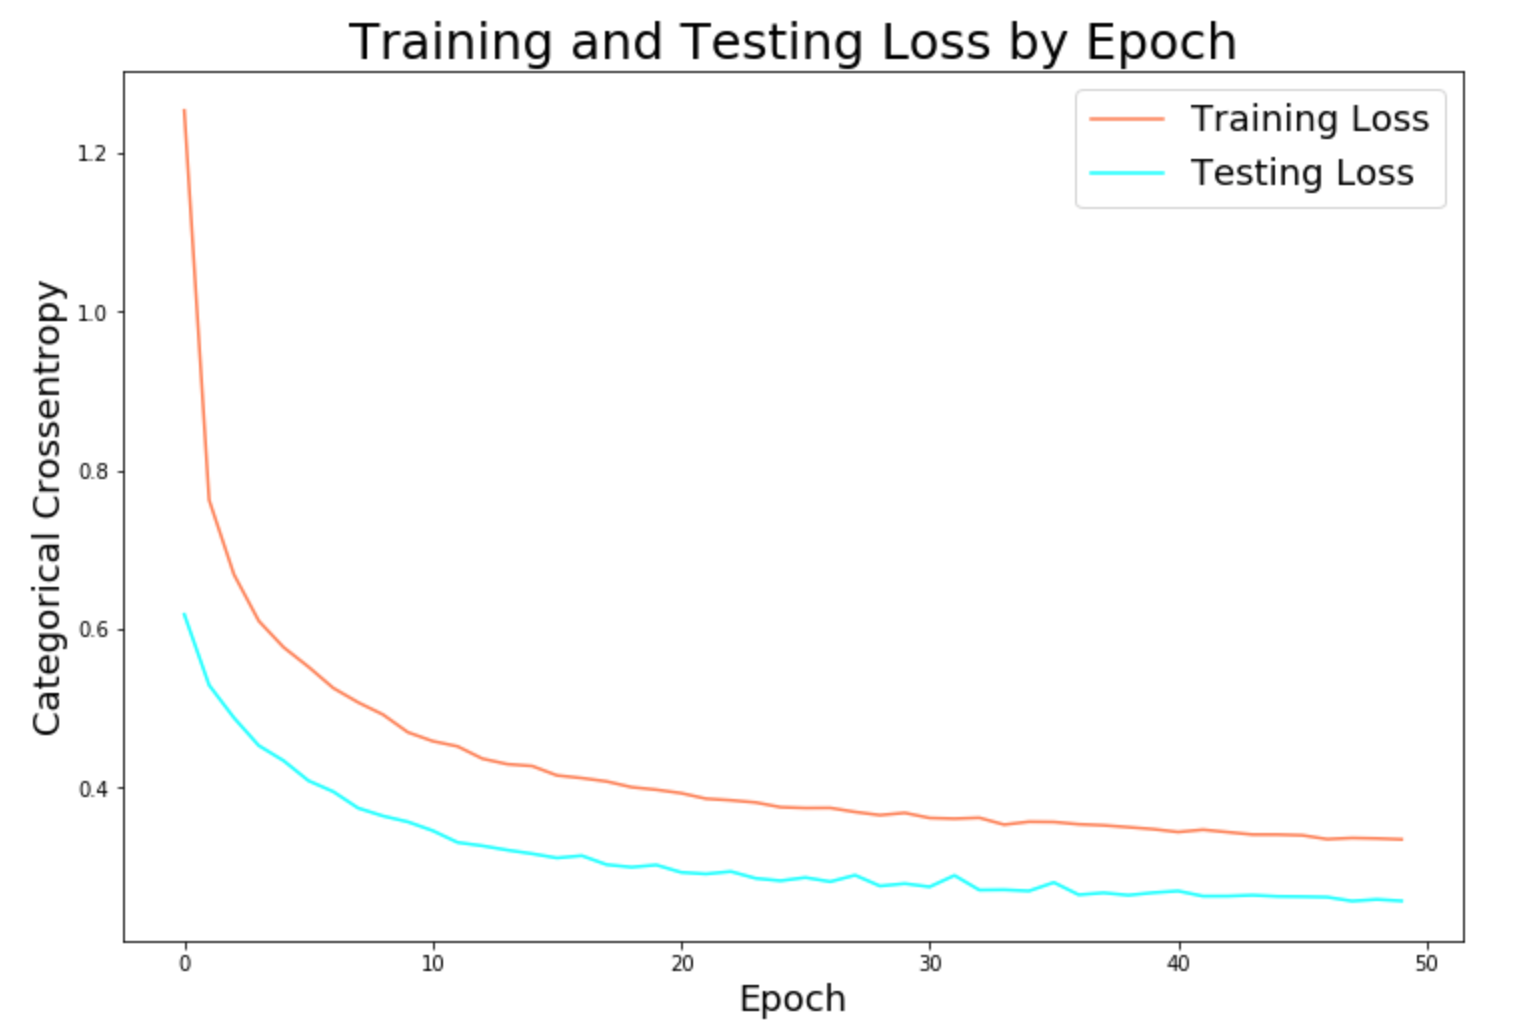 Training and Testing Loss by Epoch
Training Loss
Testing Loss
Categorical Crossentropy
1.2
1.0
0.8
0.6
0.4
0 10 20 30 40 50
Epoch